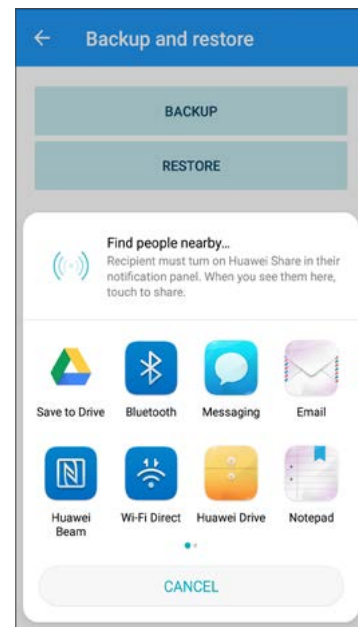 Backup and restore
BACKUP
RESTORE
Find people nearby...
Recipient must turn on Huawei Share in their
notification panel. When you see them here,
touch to share.
Save to Drive Bluetooth Messaging Email
Huawei Beam Wi-Fi Direct Huawei Drive Notepad
CANCEL